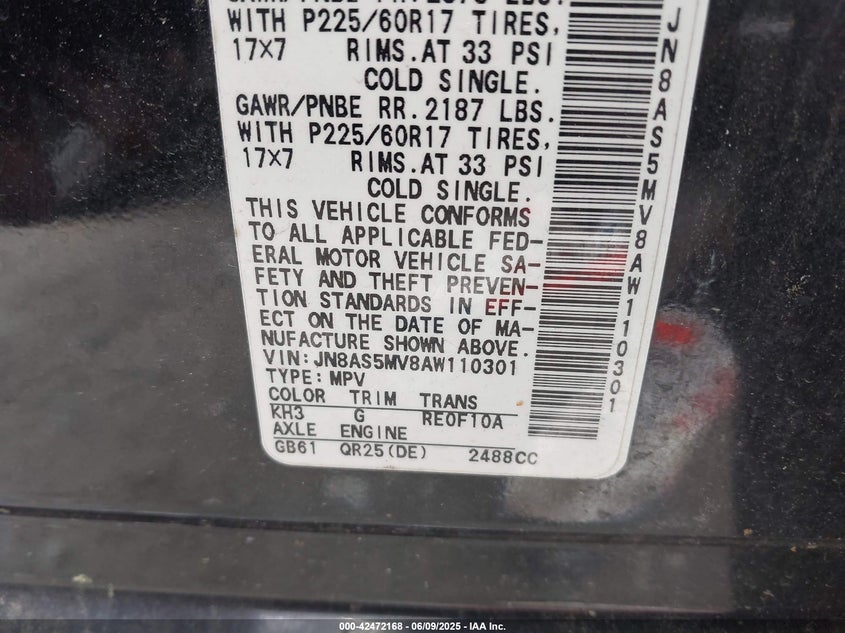 WITH P225/60R17 TIRES,
17X7 RIMS.AT 33 PSI
COLD SINGLE.
GAWR/PNBE RR.2187 LBS.
WITH P225/60R17 TIRES,
17X7 RIMS.AT 33 PSI
COLD SINGLE.
THIS VEHICLE CONFORMS
TO ALL APPLICABLE FED-
ERAL MOTOR VEHICLE SA-
FETY AND THEFT PREVEN-
TION STANDARDS IN EFF-
ECT ON THE DATE OF MA-
NUFACTURE SHOWN ABOVE.
VIN:JN8AS5MV8AW110301
TYPE:MPV
COLOR TRIM TRANS
KH3 G RE0F10A
AXLE ENGINE
GB61 QR25(DE) 2488CC
JN8AS5MV8AW110301
000-42472168 | 06/09/2025 - IAA Inc.